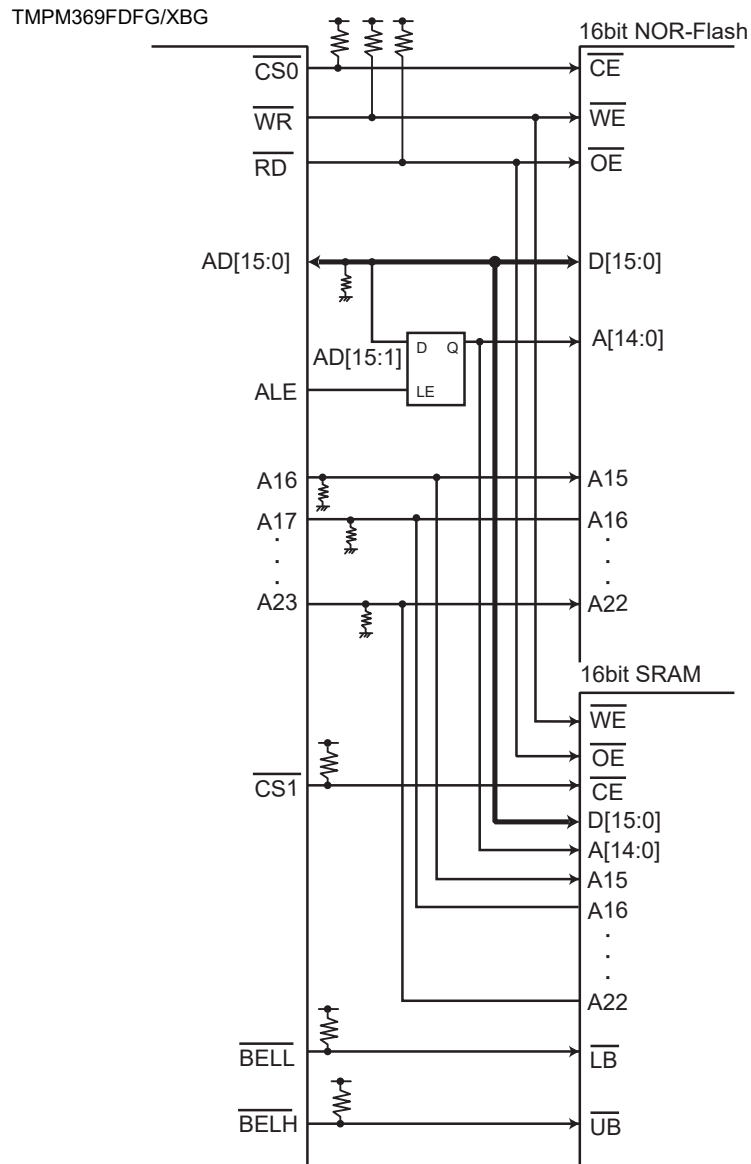 TMPM369FDFG/XBG
16bit NOR-Flash
CS0
CE
WR
WE
RD
OE
AD[15:0]
D[15:0]
AD[15:1]
D Q
LE
A[14:0]
ALE
A16
A15
A17
A16
.
.
.
.
.
.
A23
A22
16bit SRAM
WE
OE
CS1
CE
D[15:0]
A[14:0]
A15
A16
.
.
.
A22
BELL
LB
BELH
UB